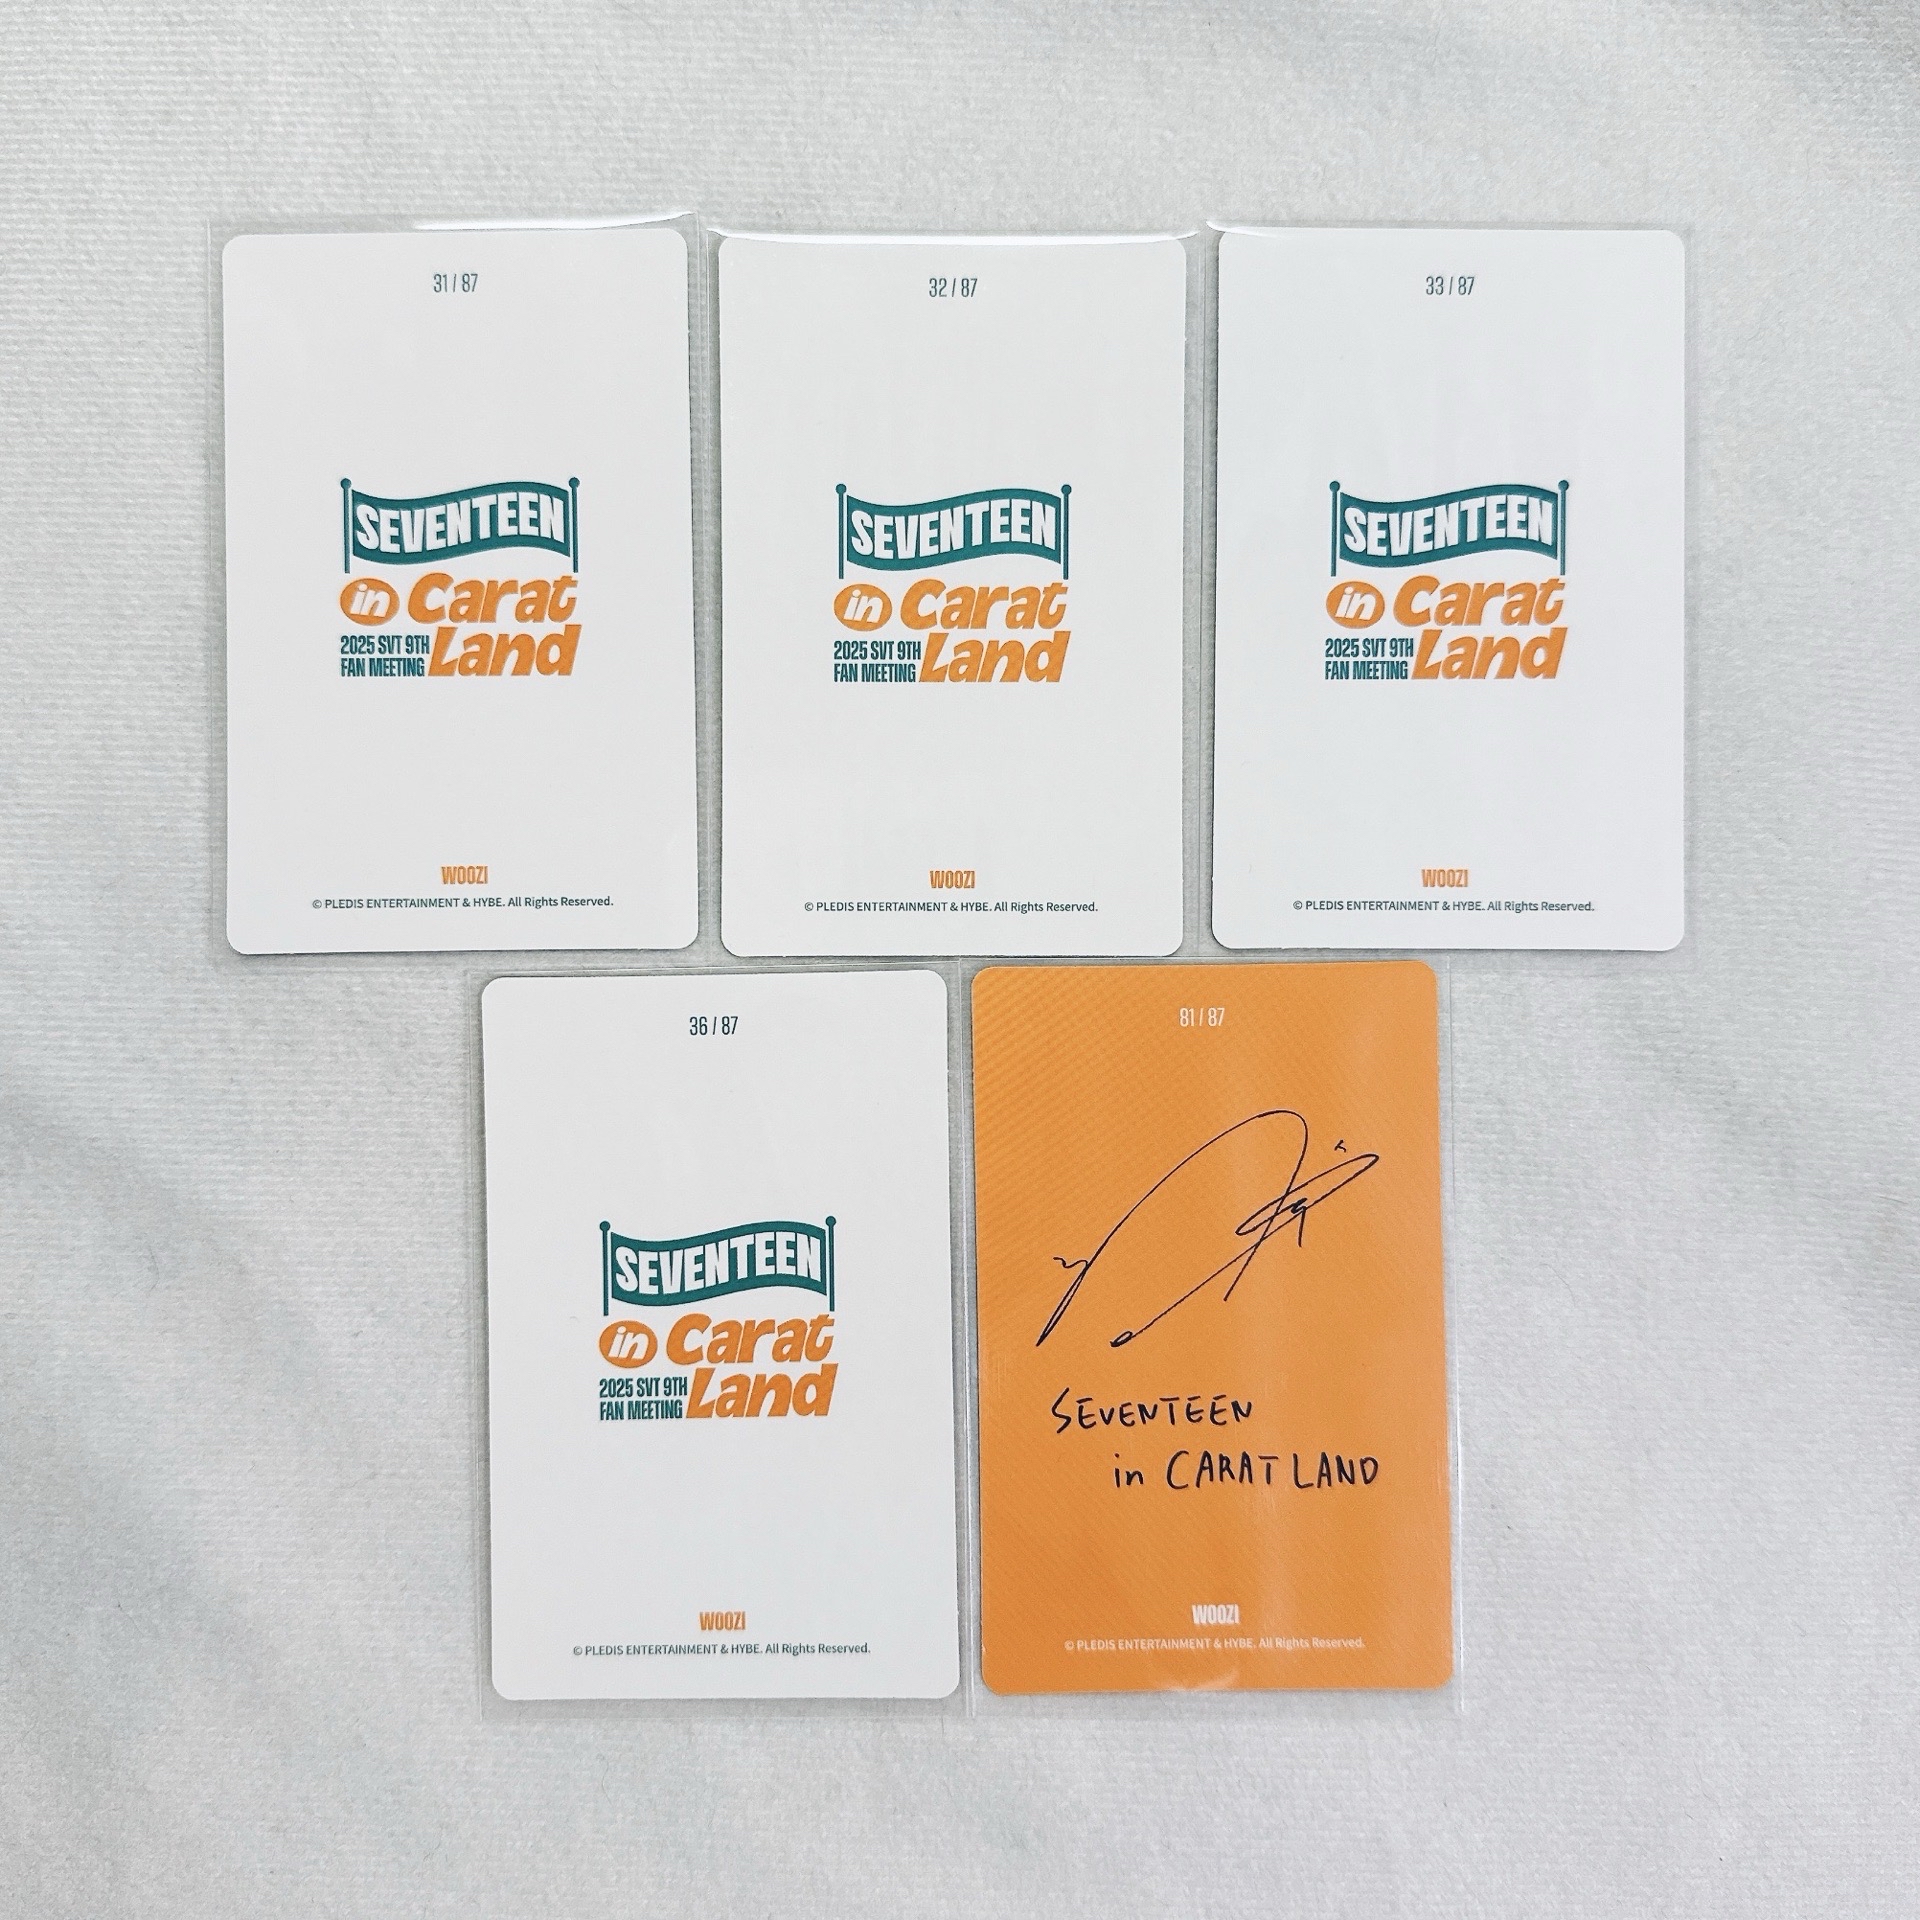 31 / 87
SEVENTEEN
in Carat
2025 SVT 9TH
FAN MEETING
Land
WOOZI
© PLEDIS ENTERTAINMENT & HYBE. All Rights Reserved.
32 / 87
SEVENTEEN
in Carat
2025 SVT 9TH
FAN MEETING
Land
WOOZI
© PLEDIS ENTERTAINMENT & HYBE. All Rights Reserved.
33 / 87
SEVENTEEN
in Carat
2025 SVT 9TH
FAN MEETING
Land
WOOZI
© PLEDIS ENTERTAINMENT & HYBE. All Rights Reserved.
36 / 87
SEVENTEEN
in Carat
2025 SVT 9TH
FAN MEETING
Land
WOOZI
© PLEDIS ENTERTAINMENT & HYBE. All Rights Reserved.
81 / 87
SEVENTEEN
in CARAT LAND
WOOZI
© PLEDIS ENTERTAINMENT & HYBE. All Rights Reserved.